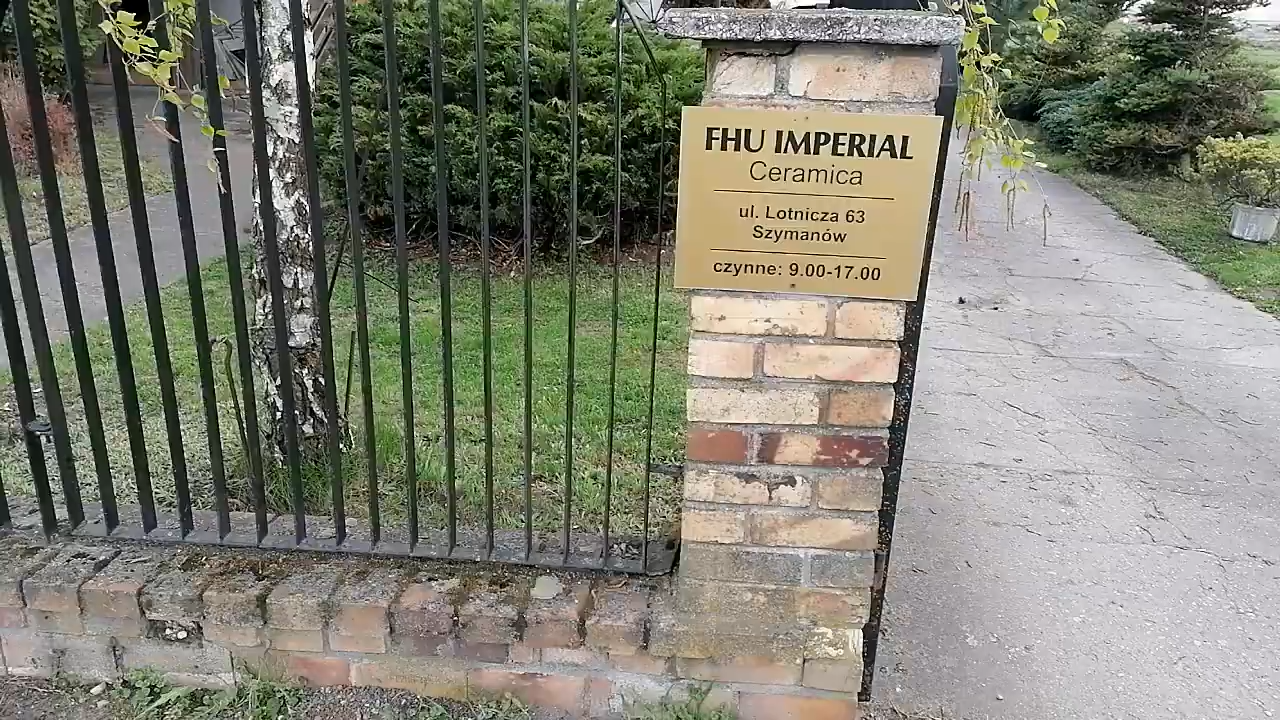 FHU IMPERIAL
Ceramica
ul. Lotnicza 63
Szymanów
czynne: 9.00-17.00